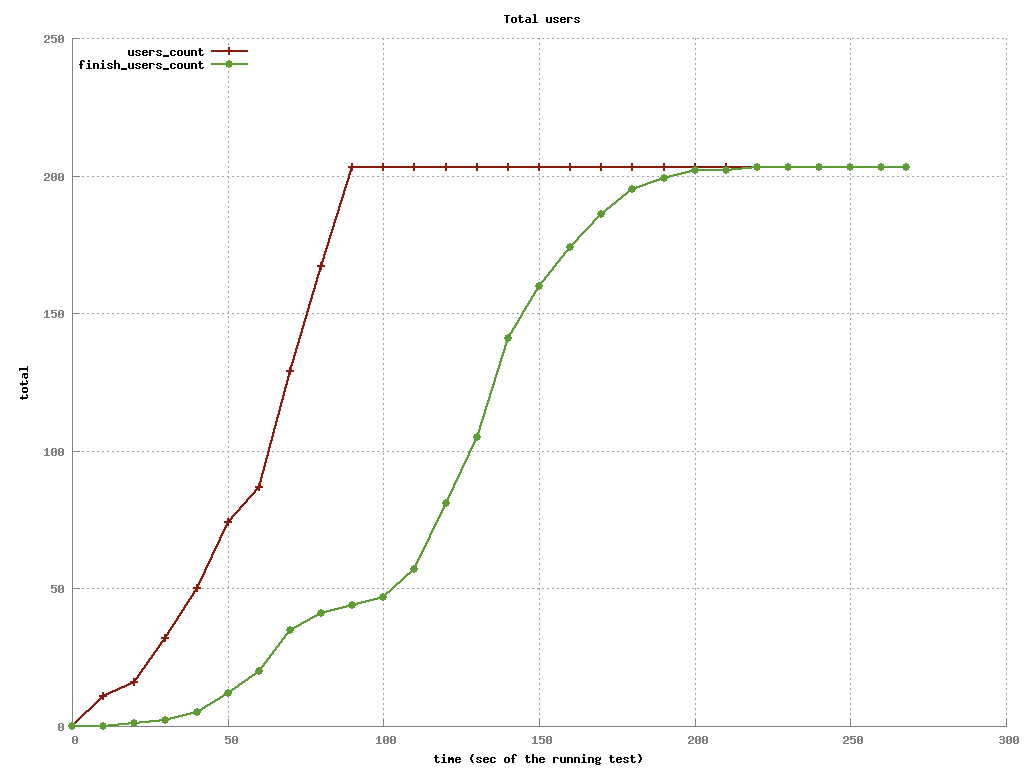 Total users
users_count
finish_users_count
250
200
150
100
50
0
total
0 50 100 150 200 250 300
time (sec of the running test)